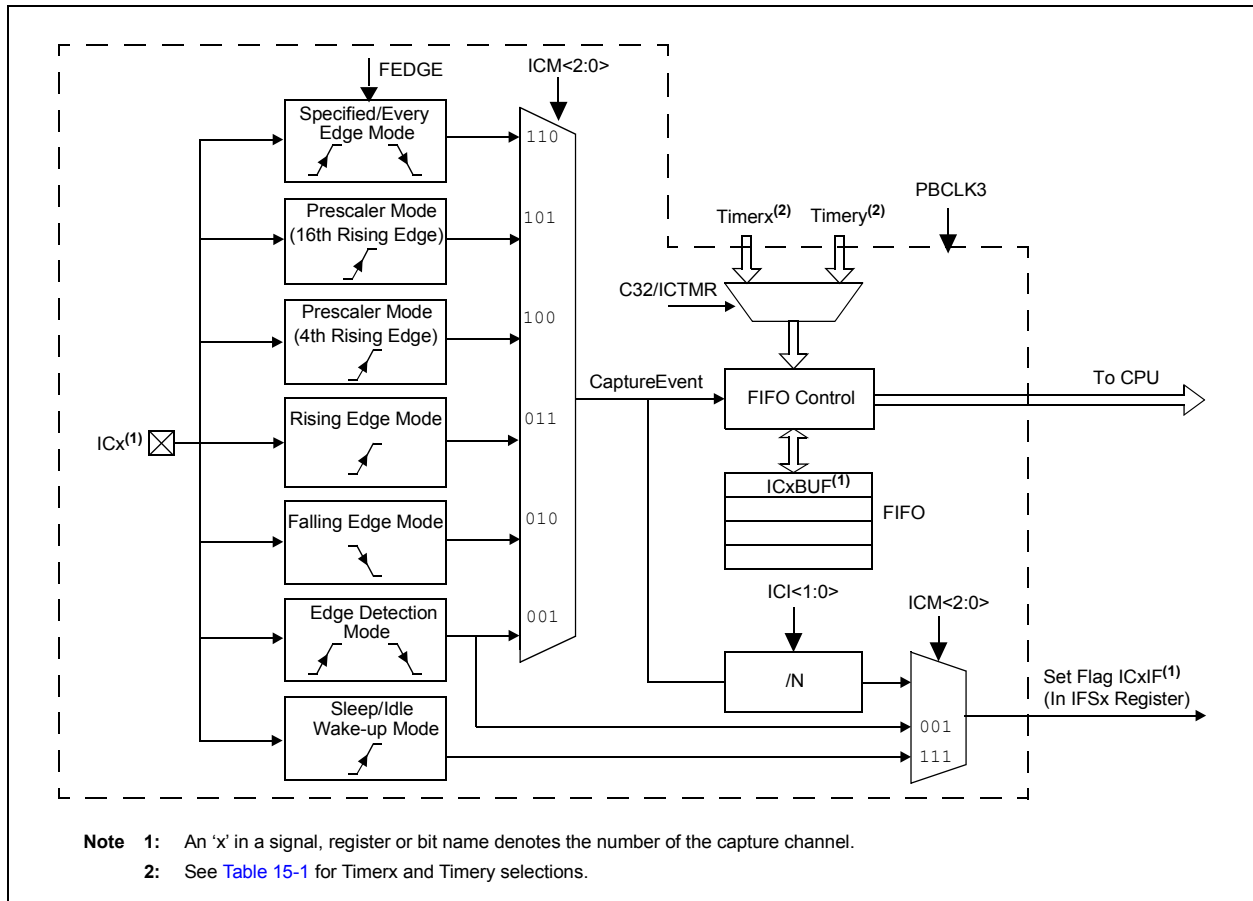 FEDGE
ICM<2:0>
Specified/Every
Edge Mode
110
PBCLK3
Prescaler Mode
(16th Rising Edge)
101
Timerx(2)
Timery(2)
C32/ICTMR
Prescaler Mode
(4th Rising Edge)
100
CaptureEvent
FIFO Control
To CPU
ICx(1)
Rising Edge Mode
011
ICxBUF(1)
FIFO
Falling Edge Mode
010
ICI<1:0>
ICM<2:0>
Edge Detection
Mode
001
/N
Set Flag ICxIF(1)
(In IFSx Register)
Sleep/Idle
Wake-up Mode
001
111
Note 1: An ‘x’ in a signal, register or bit name denotes the number of the capture channel.
2: See Table 15-1 for Timerx and Timery selections.